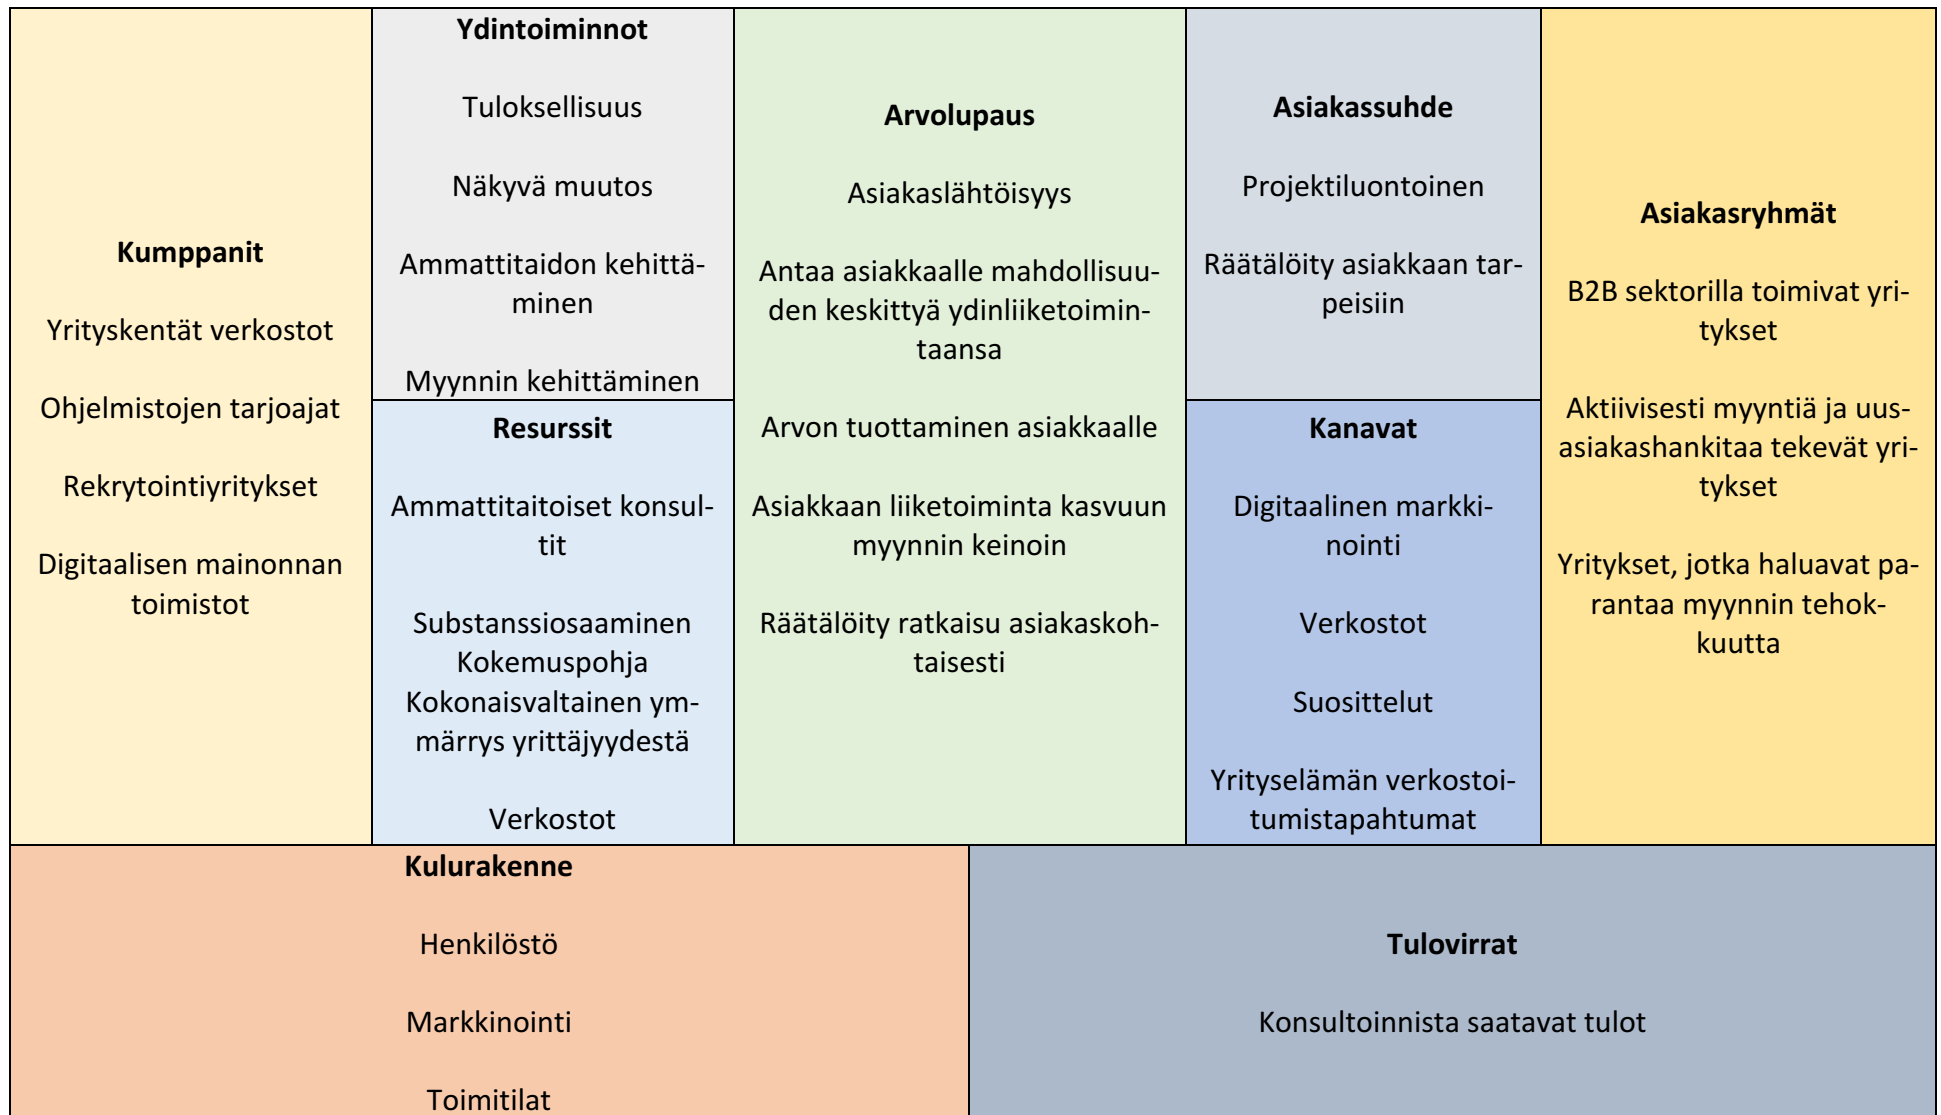 Kumppanit
Yrityskentät verkostot
Ohjelmistojen tarjoajat
Rekrytointiyritykset
Digitaalisen mainonnan
toimistot
Ydintoiminnot
Tuloksellisuus
Näkyvä muutos
Ammattitaidon kehittä-
minen
Myynnin kehittäminen
Resurssit
Ammattitaitoiset konsul-
tit
Substanssiosaaminen
Kokemuspohja
Kokonaisvaltainen ym-
märrys yrittäjyydestä
Verkostot
Arvolupaus
Asiakaslähtöisyys
Antaa asiakkaalle mahdollisuu-
den keskittyä ydinliiketoimin-
taansa
Arvon tuottaminen asiakkaalle
Asiakkaan liiketoiminta kasvuun
myynnin keinoin
Räätälöity ratkaisu asiakaskoh-
taisesti
Asiakassuhde
Projektiluontoinen
Räätälöity asiakkaan tar-
peisiin
Kanavat
Digitaalinen markki-
nointi
Verkostot
Suosittelut
Yrityselämän verkostoi-
tumistapahtumat
Asiakasryhmät
B2B sektorilla toimivat yri-
tykset
Aktiivisesti myyntiä ja uus-
asiakashankitaa tekevät yri-
tykset
Yritykset, jotka haluavat pa-
rantaa myynnin tehok-
kuutta
Kulurakenne
Henkilöstö
Markkinointi
Toimitilat
Tulovirrat
Konsultoinnista saatavat tulot